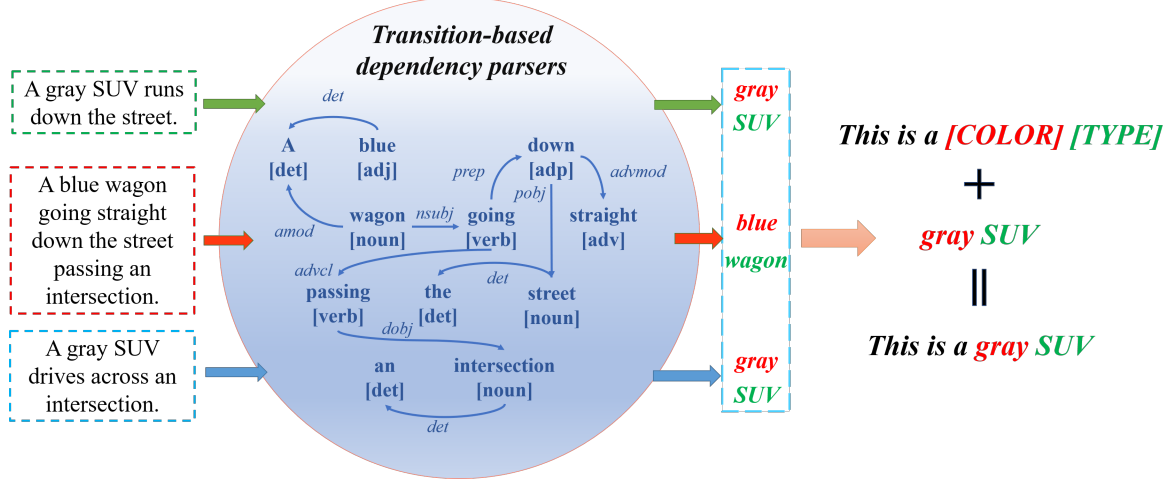 A gray SUV runs
down the street.
A blue wagon
going straight
down the street
passing an
intersection.
A gray SUV
drives across an
intersection.
Transition-based
dependency parsers
det
A
[det]
blue
[adj]
down
[adp]
prep
pobj
advmod
wagon
[noun]
nsubj
going
[verb]
straight
[adv]
amod
advcl
det
passing
[verb]
the
[det]
street
[noun]
dobj
an
[det]
intersection
[noun]
det
gray
SUV
blue
wagon
gray
SUV
This is a [COLOR] [TYPE]
+
gray SUV
=
This is a gray SUV